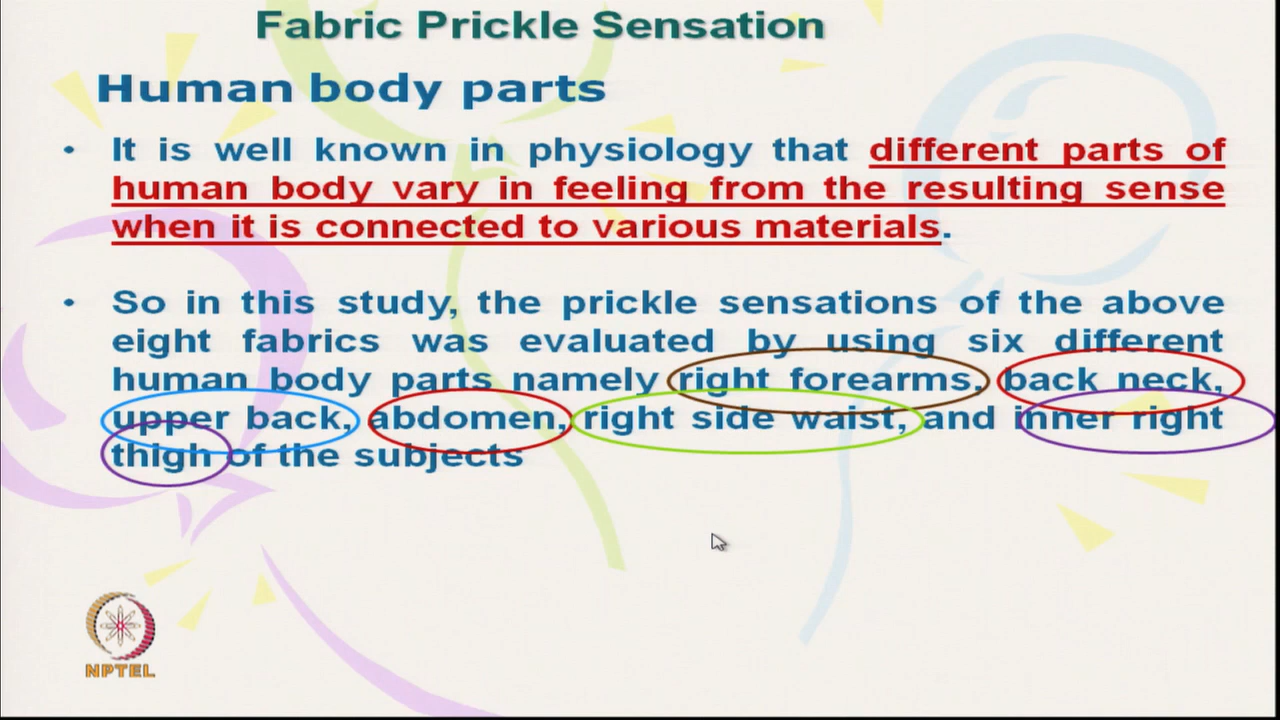 Fabric Prickle Sensation
Human body parts
• It is well known in physiology that different parts of
human body vary in feeling from the resulting sense
when it is connected to various materials.
• So in this study, the prickle sensations of the above
eight fabrics was evaluated by using six different
human body parts namely right forearms, back neck,
upper back, abdomen, right side waist, and inner right
thigh of the subjects
NPTEL